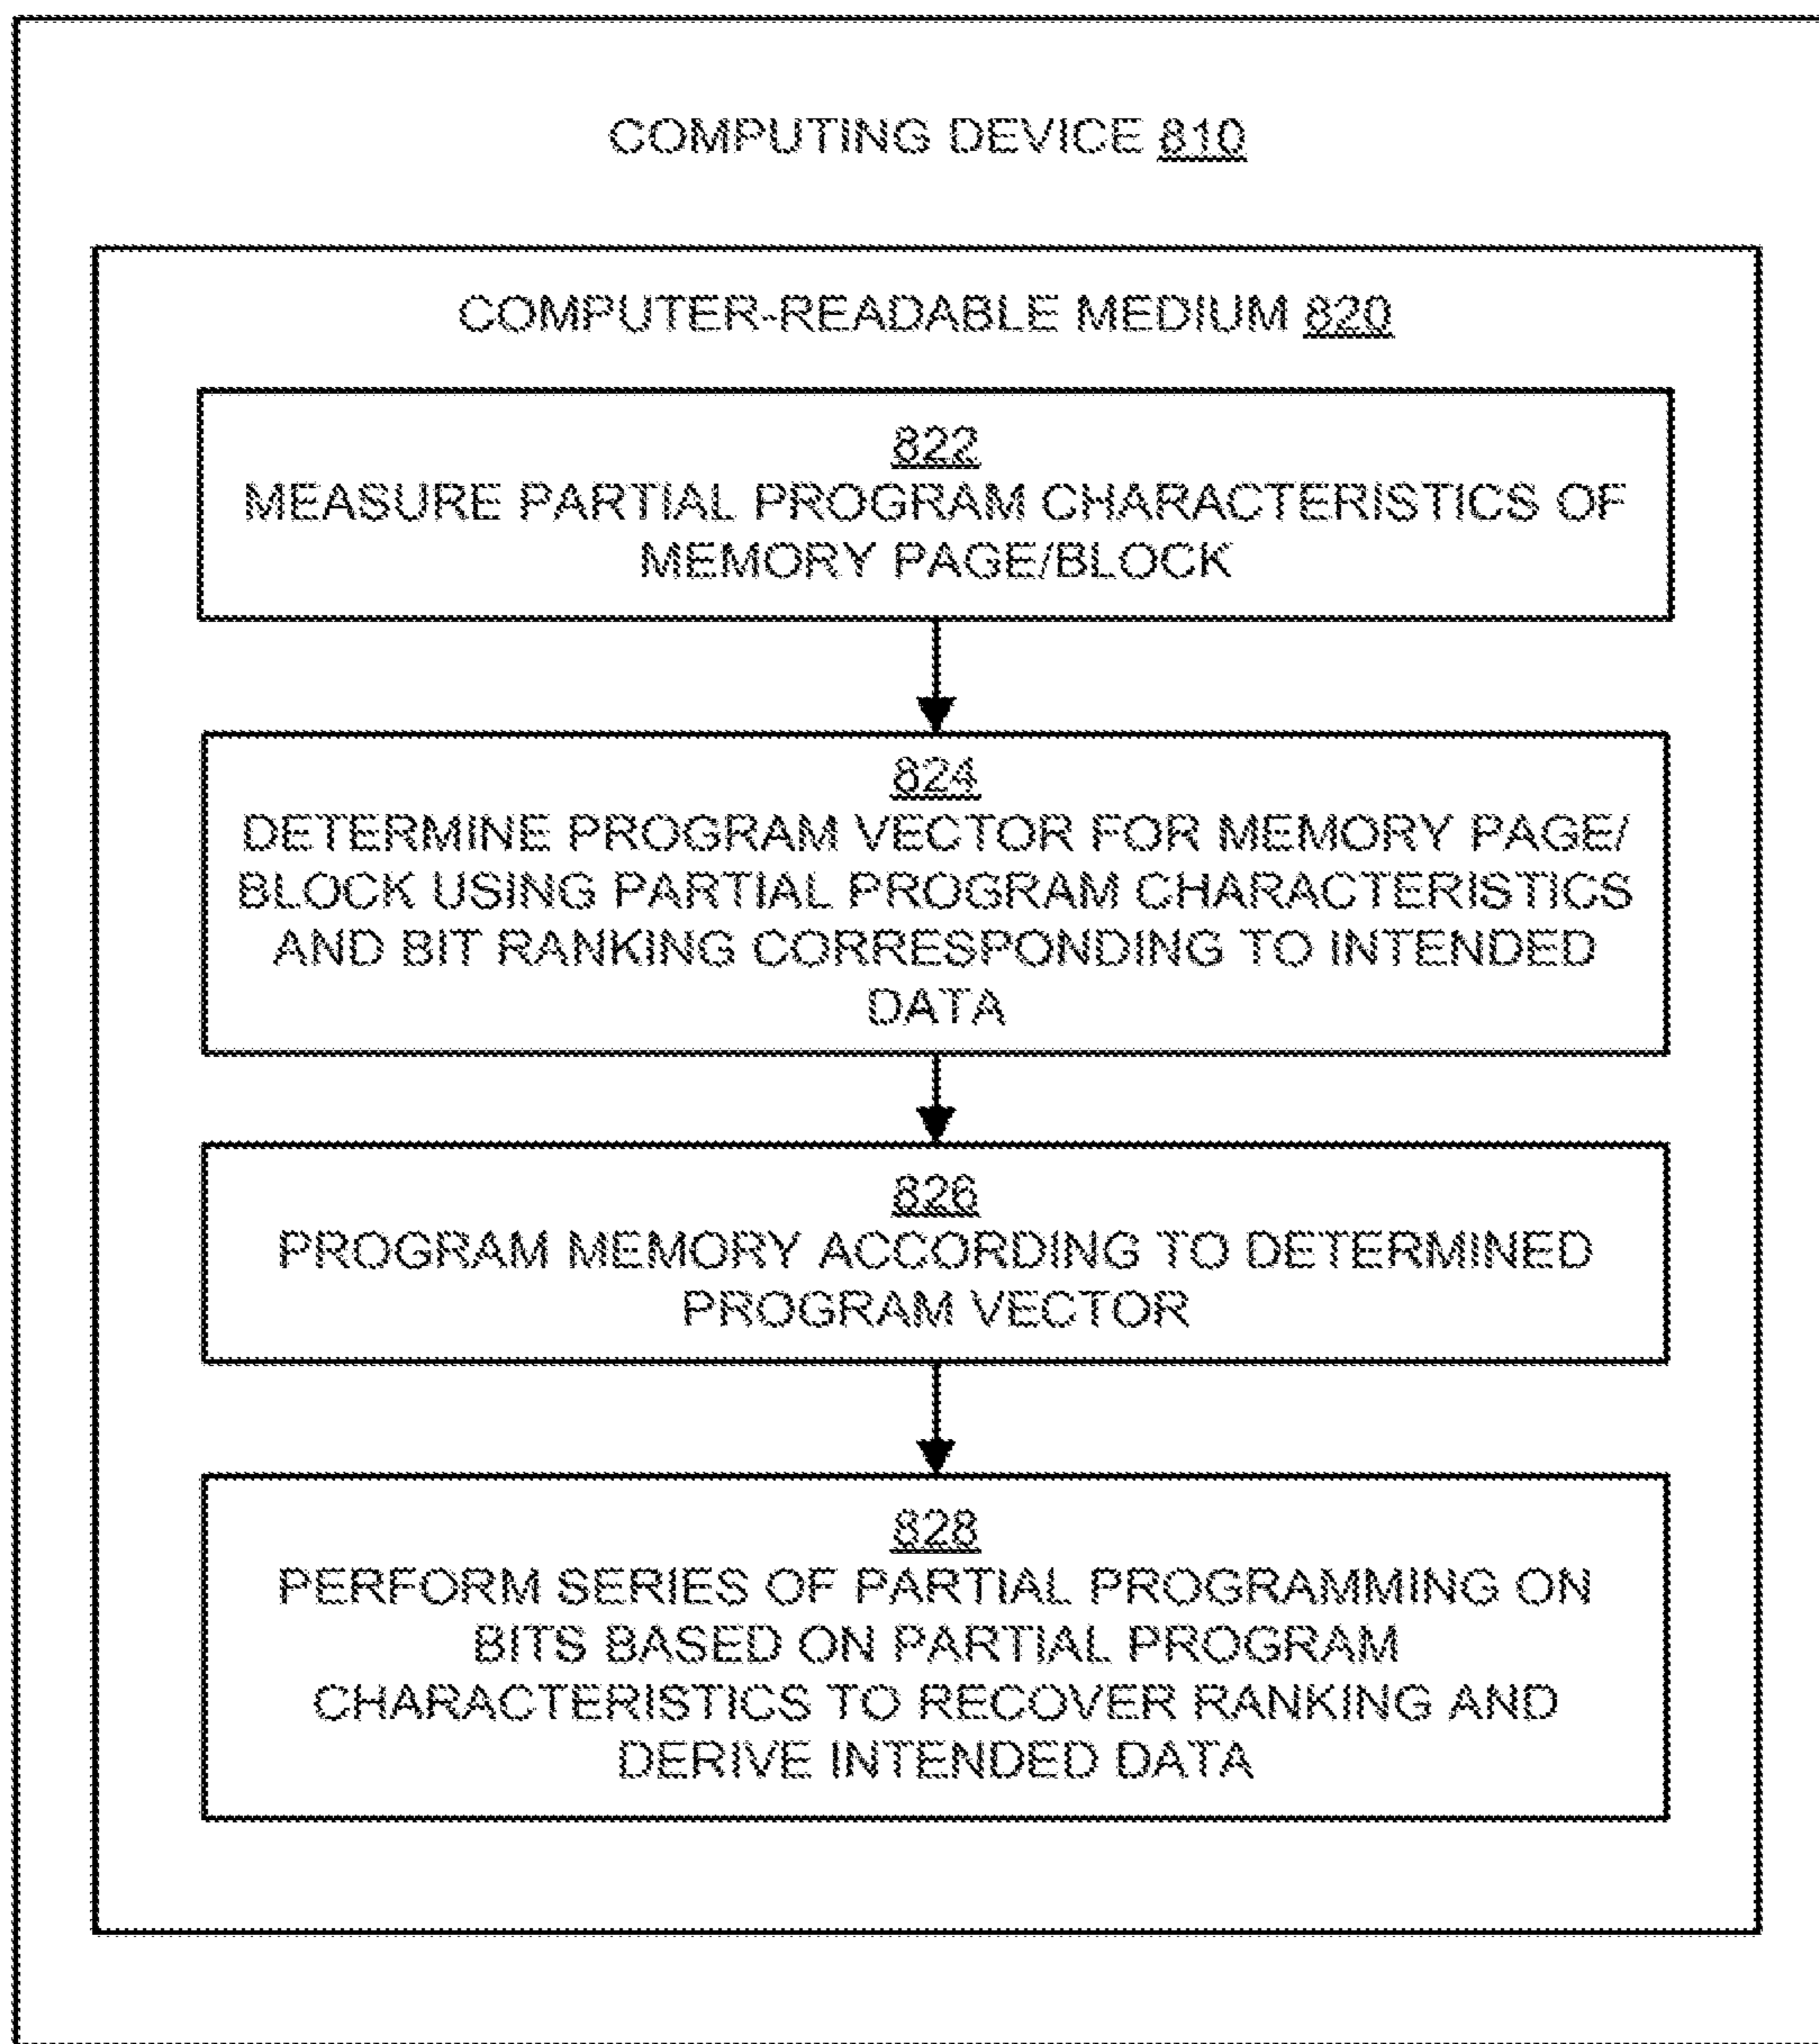 COMPUTING DEVICE 810
COMPUTER-READABLE MEDIUM 820
822
MEASURE PARTIAL PROGRAM CHARACTERISTICS OF
MEMORY PAGE/BLOCK
824
DETERMINE PROGRAM VECTOR FOR MEMORY PAGE/
BLOCK USING PARTIAL PROGRAM CHARACTERISTICS
AND BIT RANKING CORRESPONDING TO INTENDED
DATA
826
PROGRAM MEMORY ACCORDING TO DETERMINED
PROGRAM VECTOR
828
PERFORM SERIES OF PARTIAL PROGRAMMING ON
BITS BASED ON PARTIAL PROGRAM
CHARACTERISTICS TO RECOVER RANKING AND
DERIVE INTENDED DATA